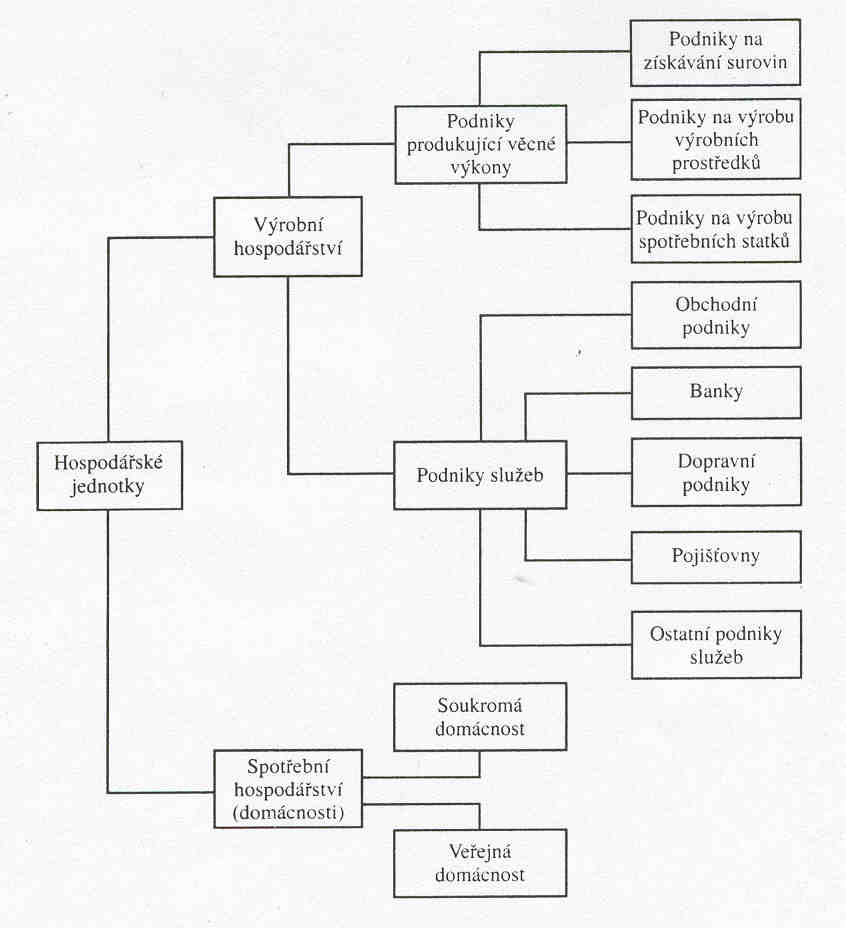 Podniky na
získávání surovin
Podniky
produkující věcné
výkony
Podniky na výrobu
výrobních
prostředků
Výrobní
hospodářství
Podniky na výrobu
spotřebních statků
Obchodní
podniky
Banky
Hospodářské
jednotky
Podniky služeb
Dopravní
podniky
Pojišťovny
Ostatní podniky
služeb
Soukromá
domácnost
Spotřební
hospodářství
(domácnosti)
Veřejná
domácnost